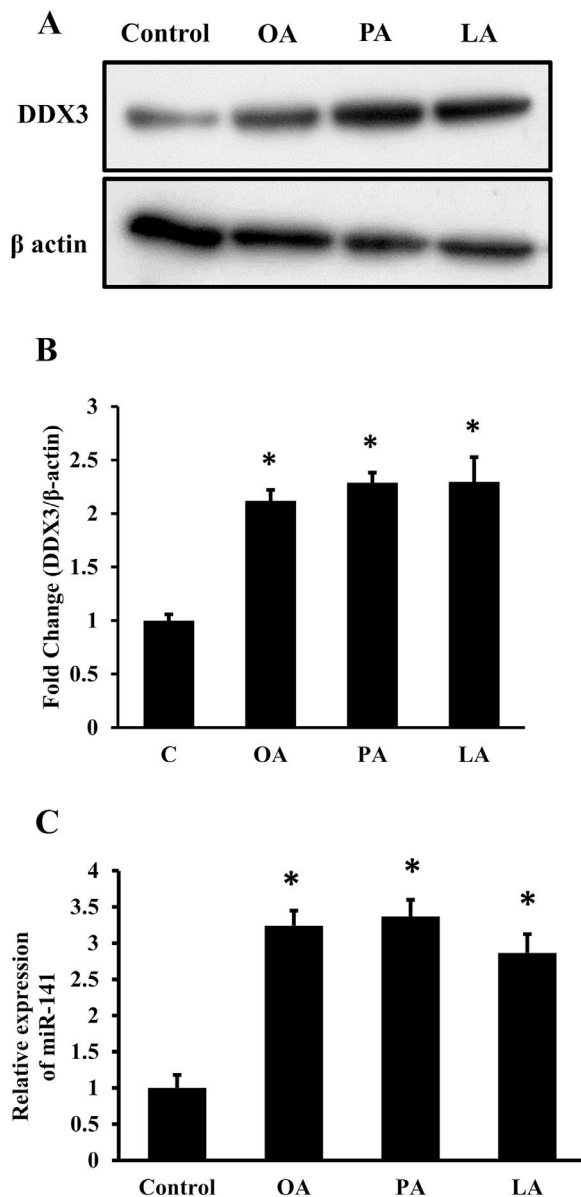 A
Control OA PA LA
DDX3
β actin
B
Fold Change (DDX3/β-actin)
3
2.5
2
1.5
1
0.5
0
* * *
C OA PA LA
C
Relative expression
of miR-141
4
3.5
3
2.5
2
1.5
1
0.5
0
* * *
Control OA PA LA